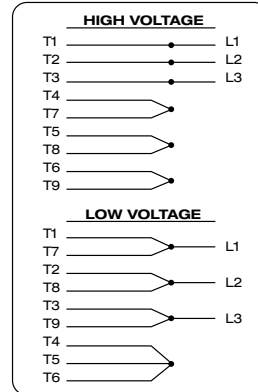 HIGH VOLTAGE
T1 L1
T2 L2
T3 L3
T4
T7
T5
T8
T6
T9
LOW VOLTAGE
T1
T7 L1
T2
T8 L2
T3
T9 L3
T4
T5
T6